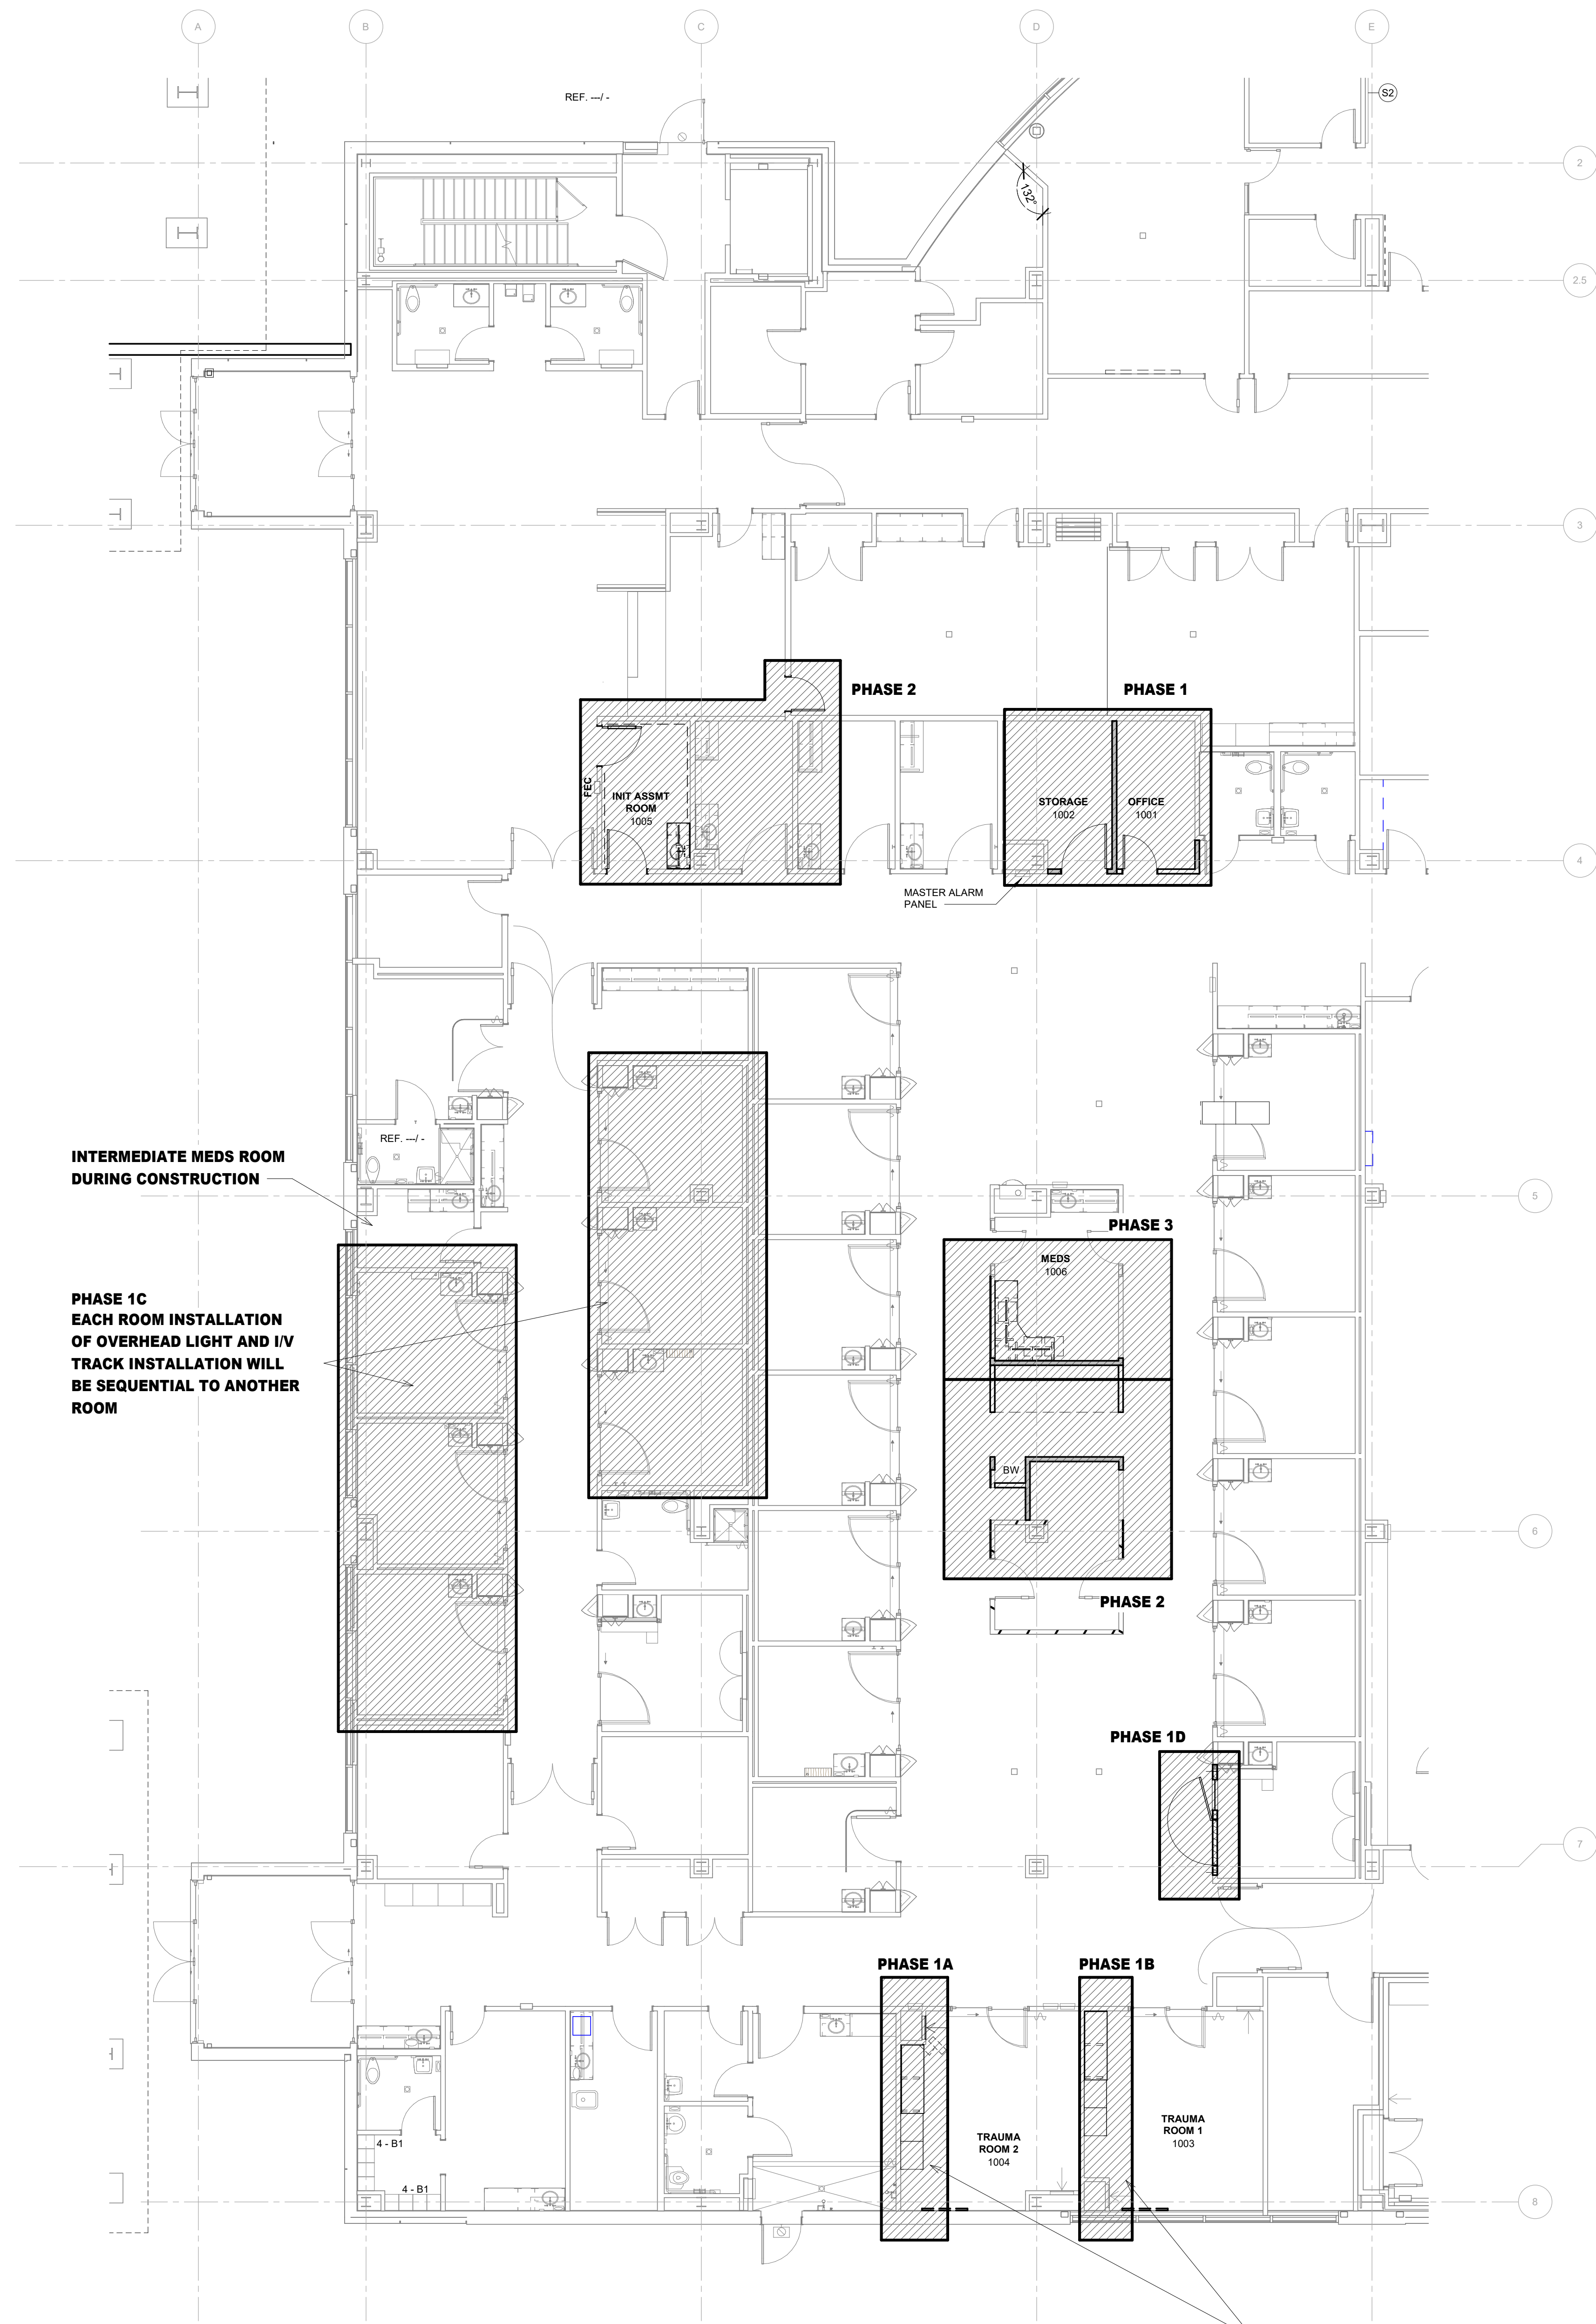 A
B
C
D
E
REF. ---/ -
S2
2
132°
2.5
3
PHASE 2
PHASE 1
FEC
INIT ASSMT
ROOM
1005
STORAGE
1002
OFFICE
1001
4
MASTER ALARM
PANEL
REF. ---/ -
INTERMEDIATE MEDS ROOM
DURING CONSTRUCTION
5
PHASE 3
MEDS
1006
PHASE 1C
EACH ROOM INSTALLATION
OF OVERHEAD LIGHT AND I/V
TRACK INSTALLATION WILL
BE SEQUENTIAL TO ANOTHER
ROOM
BW
6
PHASE 2
PHASE 1D
7
PHASE 1A
PHASE 1B
TRAUMA
ROOM 2
1004
TRAUMA
ROOM 1
1003
4 - B1
4 - B1
8